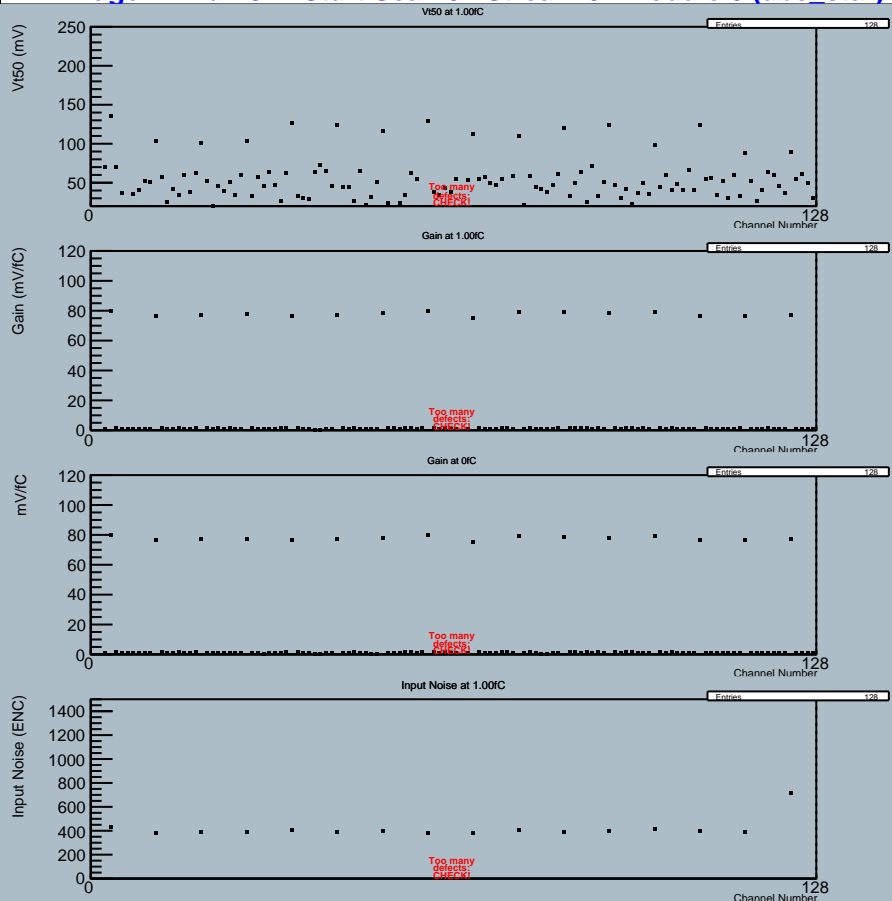 Vt50 at 1.00fC
Entries 128
Vt50 (mV)
250
200
150
100
50
Too many
defects:
CHECK!
0
128
Channel Number
Gain at 1.00fC
Entries 128
Gain (mV/fC)
120
100
80
60
40
20
0
Too many
defects:
CHECK!
0
128
Channel Number
Gain at 0fC
Entries 128
mV/fC
120
100
80
60
40
20
0
Too many
defects:
CHECK!
0
128
Channel Number
Input Noise at 1.00fC
Entries 128
Input Noise (ENC)
1400
1200
1000
800
600
400
200
0
Too many
defects:
CHECK!
0
128
Channel Number